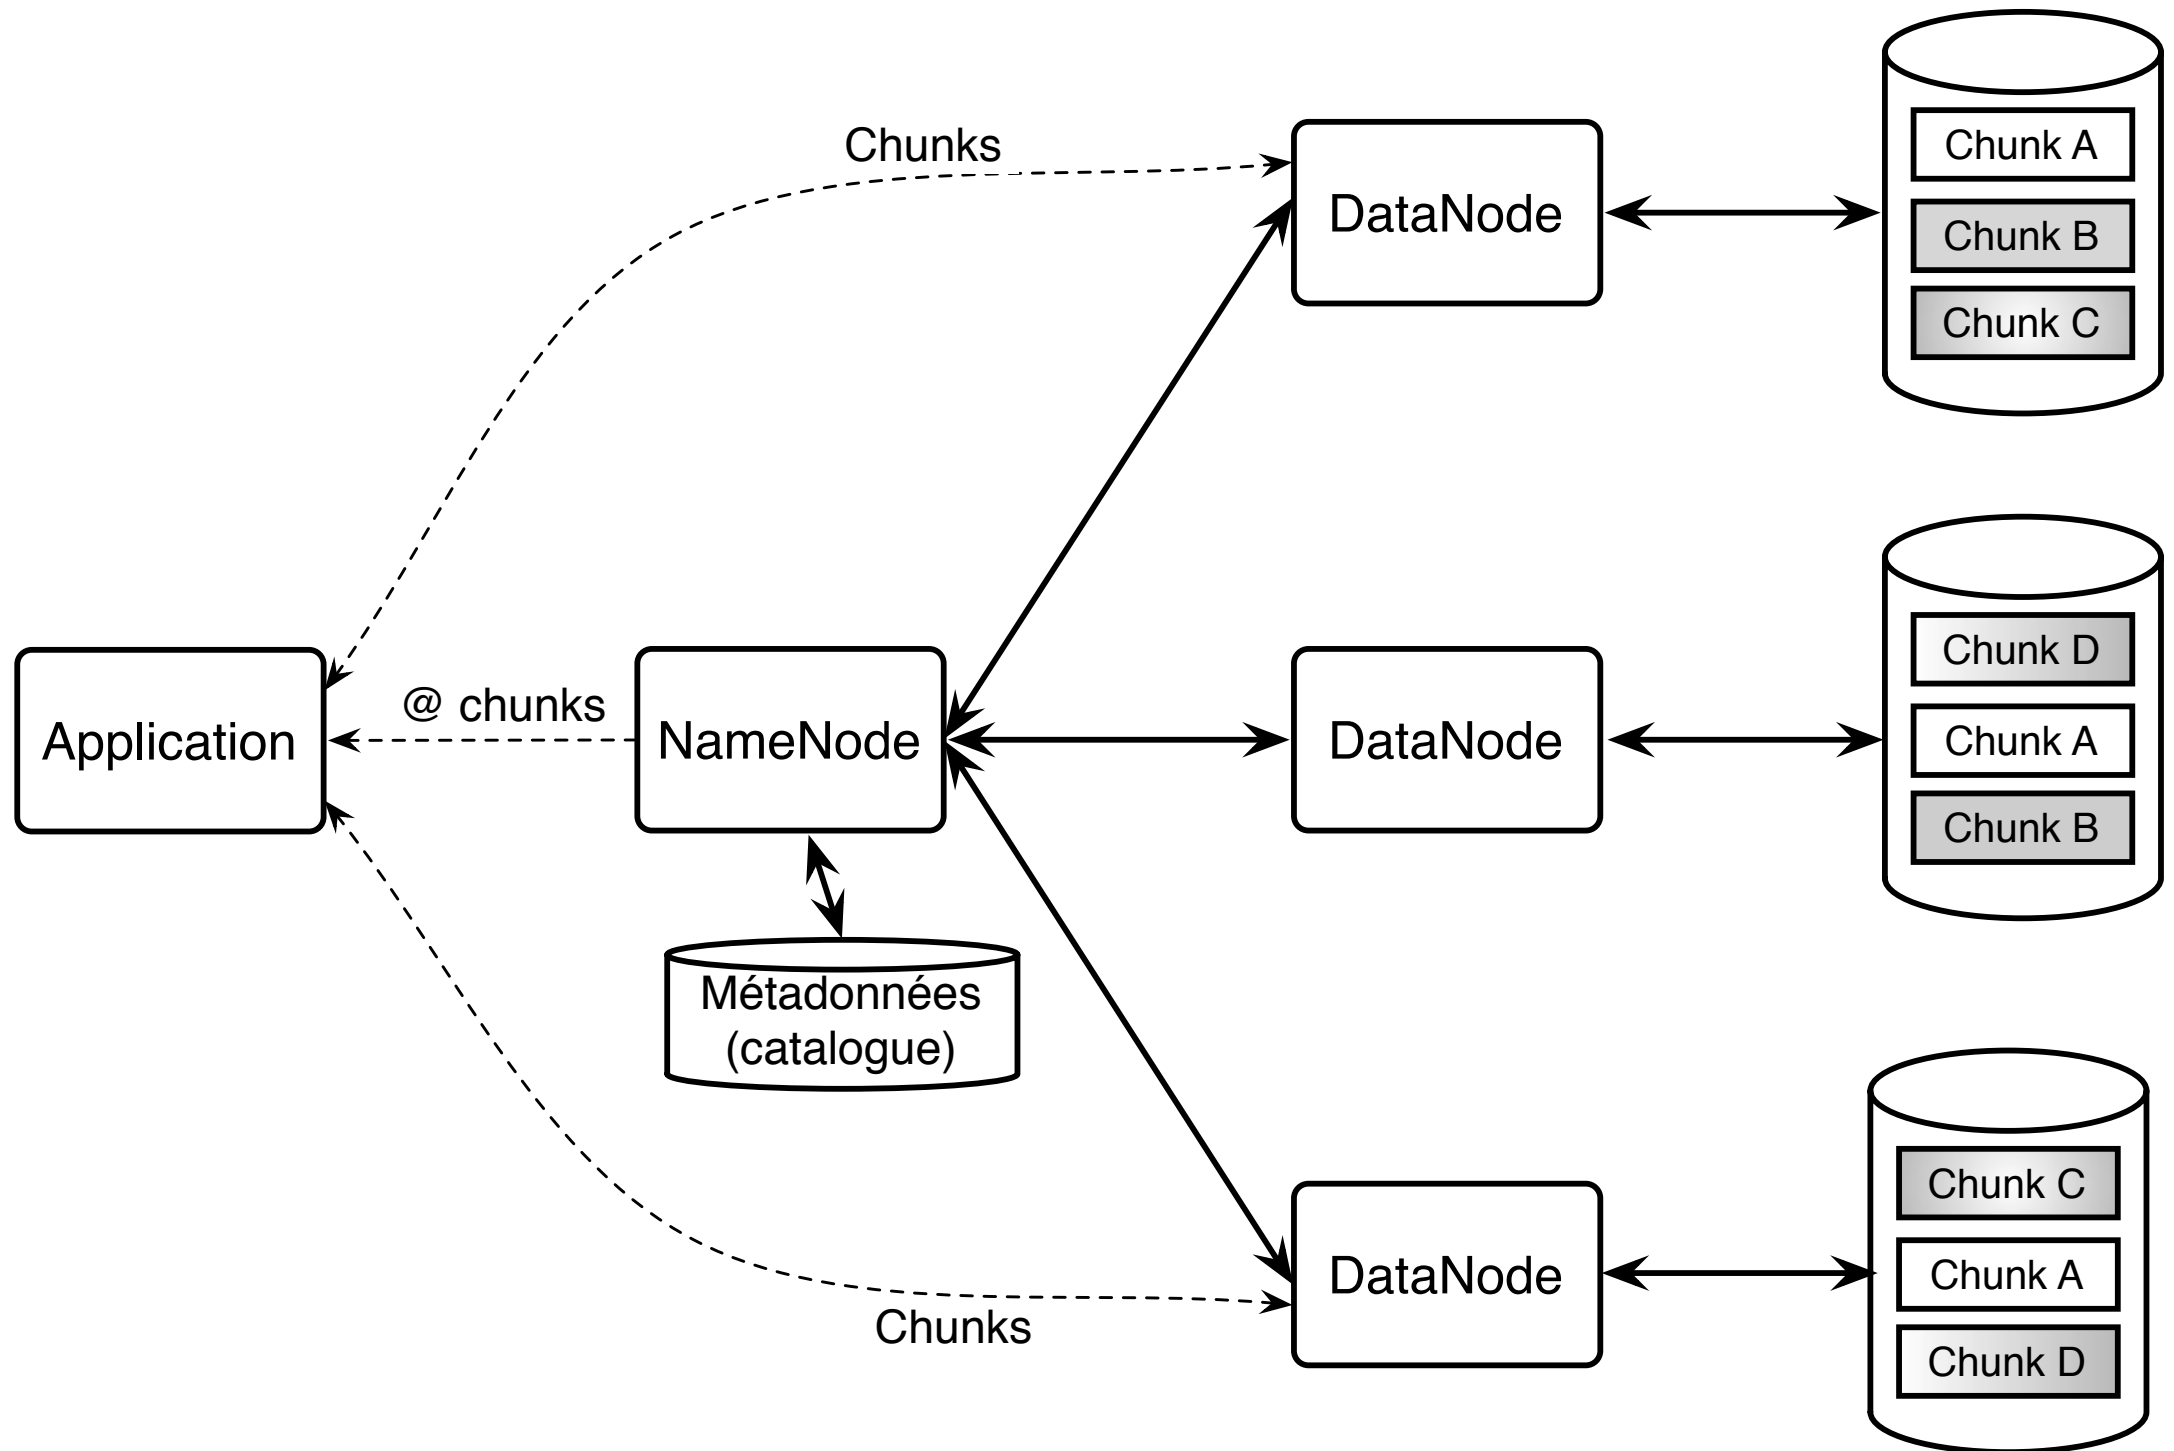 Chunks
DataNode
Chunk A
Chunk B
Chunk C
Application
@ chunks
NameNode
DataNode
Chunk D
Chunk A
Chunk B
Métadonnées
(catalogue)
Chunks
DataNode
Chunk C
Chunk A
Chunk D